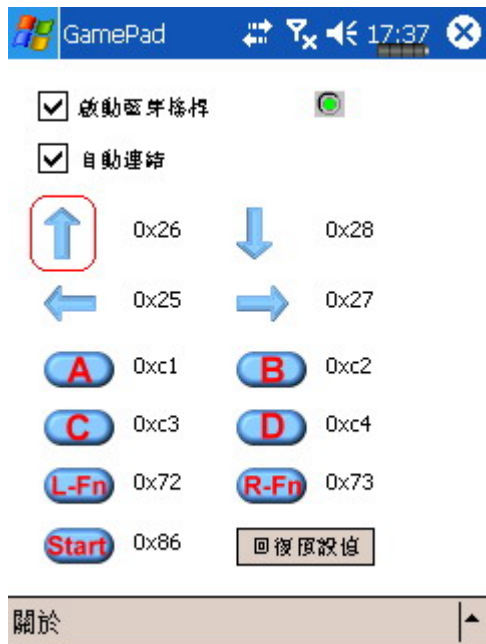 GamePad 17:37
啟動藍芽搖桿
自動連結
0x26 0x28
0x25 0x27
A 0xc1 B 0xc2
C 0xc3 D 0xc4
L-Fn 0x72 R-Fn 0x73
Start 0x86 回復原設值
關於